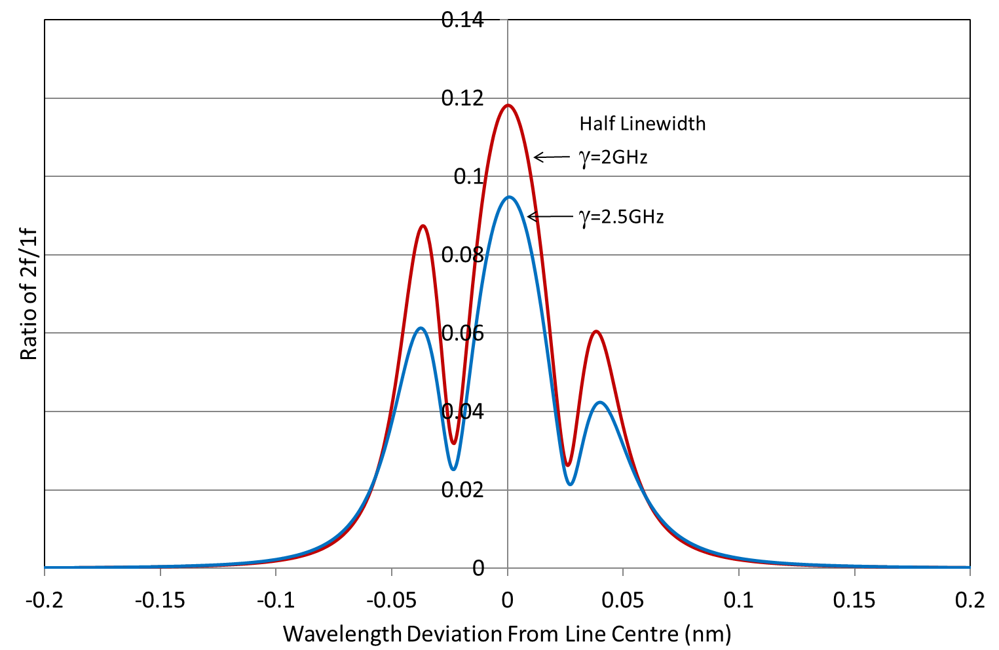 0.14
0.12
Half Linewidth
γ=2GHz
0.1
γ=2.5GHz
0.08
0.06
0.04
0.02
0
Ratio of 2f/1f
-0.2 -0.15 -0.1 -0.05 0 0.05 0.1 0.15 0.2
Wavelength Deviation From Line Centre (nm)